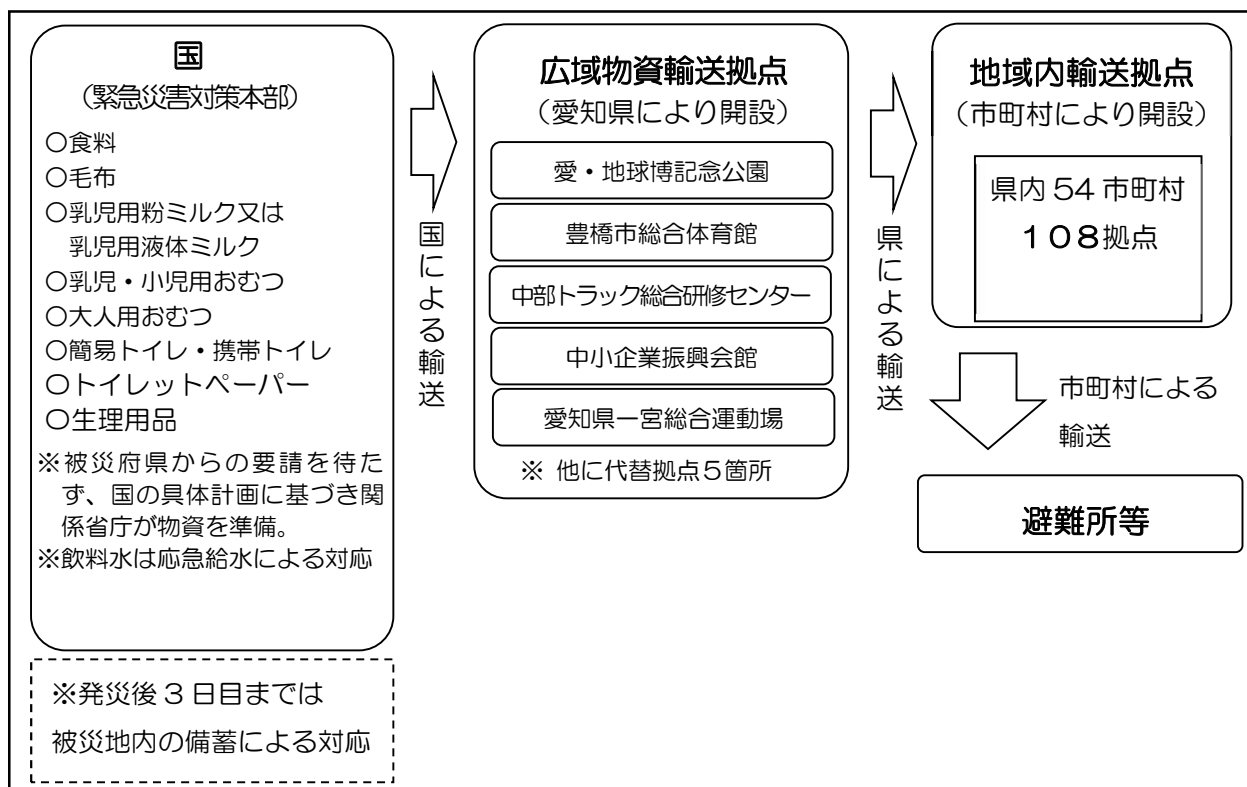 国
（緊急災害対策本部）
○食料
○毛布
○乳児用粉ミルク又は
乳児用液体ミルク
○乳児・小児用おむつ
○大人用おむつ
○簡易トイレ・携帯トイレ
○トイレットペーパー
○生理用品
※被災府県からの要請を待た
ず、国の具体計画に基づき関
係省庁が物資を準備。
※飲料水は応急給水による対応
※発災後３日目までは
被災地内の備蓄による対応
国による輸送
広域物資輸送拠点
（愛知県により開設）
愛・地球博記念公園
豊橋市総合体育館
中部トラック総合研修センター
中小企業振興会館
愛知県一宮総合運動場
※ 他に代替拠点５箇所
県による輸送
地域内輸送拠点
（市町村により開設）
県内 54 市町村
１０８拠点
市町村による
輸送
避難所等